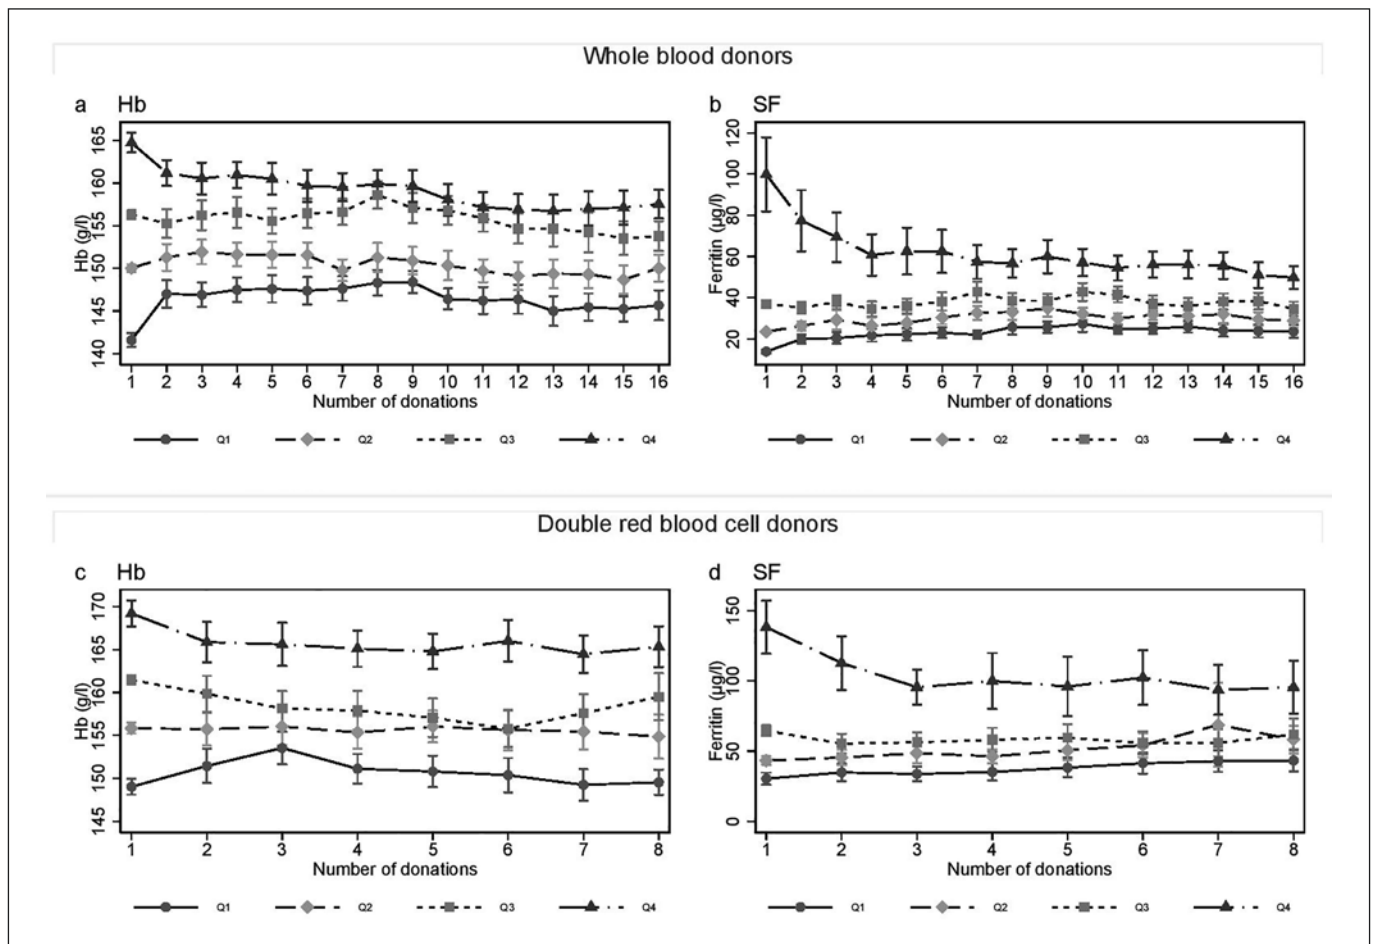 Whole blood donors
a Hb
b SF
Hb (g/l)
165
160
155
150
145
140
1 2 3 4 5 6 7 8 9 10 11 12 13 14 15 16
Number of donations
Q1 Q2 Q3 Q4
Ferritin (µg/l)
120
100
80
60
40
20
1 2 3 4 5 6 7 8 9 10 11 12 13 14 15 16
Number of donations
Q1 Q2 Q3 Q4
Double red blood cell donors
c Hb
d SF
Hb (g/l)
170
165
160
155
150
145
1 2 3 4 5 6 7 8
Number of donations
Q1 Q2 Q3 Q4
Ferritin (µg/l)
150
100
50
0
1 2 3 4 5 6 7 8
Number of donations
Q1 Q2 Q3 Q4